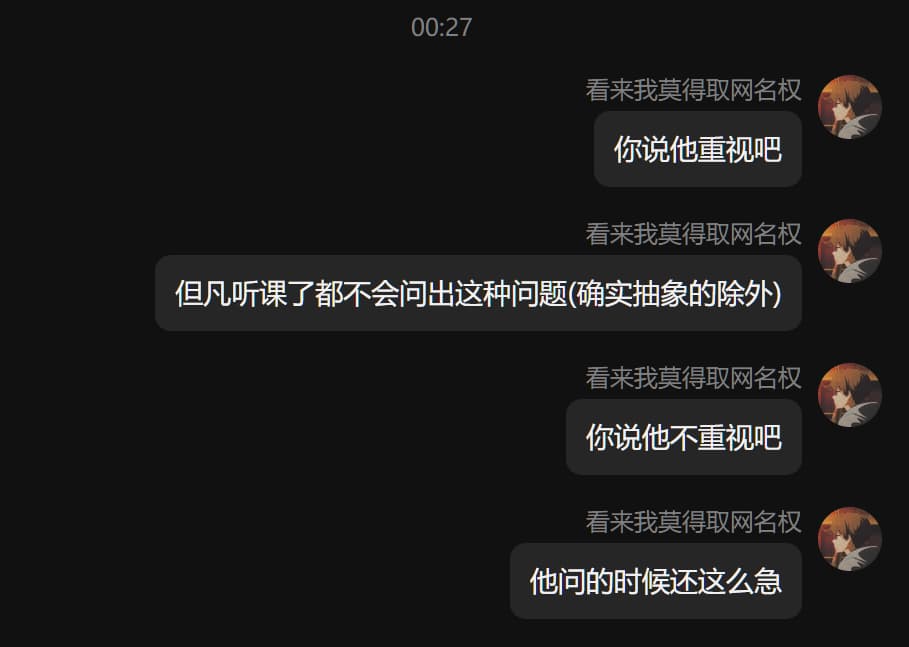 00:27
看来我莫得取网名权
你说他重视吧
看来我莫得取网名权
但凡听课了都不会问出这种问题(确实抽象的除外)
看来我莫得取网名权
你说他不重视吧
看来我莫得取网名权
他问的时候还这么急